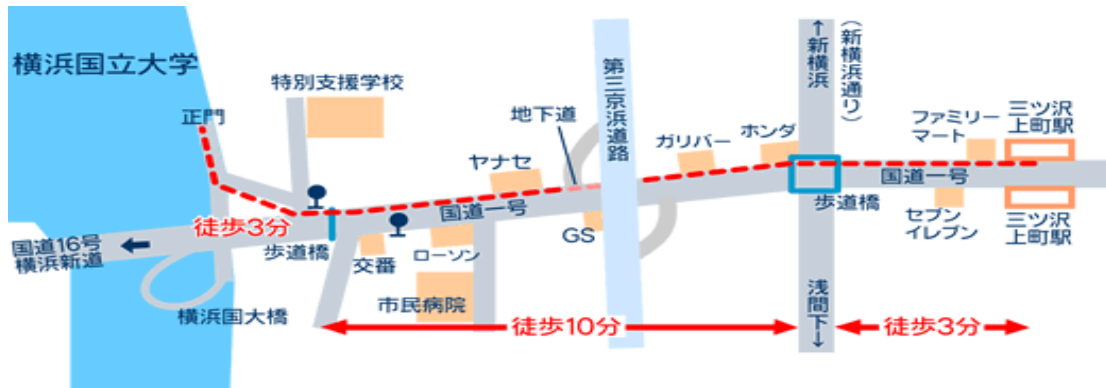 横浜国立大学
正門
特別支援学校
地下道
ヤナセ
第三京浜道路
ガリバー
ホンダ
↑新横浜
(新横浜通り)
ファミリー
マート
三ツ沢
上町駅
国道一号
国道一号
徒歩3分
歩道橋
交番
ローソン
GS
歩道橋
セブン
イレブン
三ツ沢
上町駅
国道16号
横浜新道
横浜国大橋
市民病院
浅間下↓
徒歩10分
徒歩3分